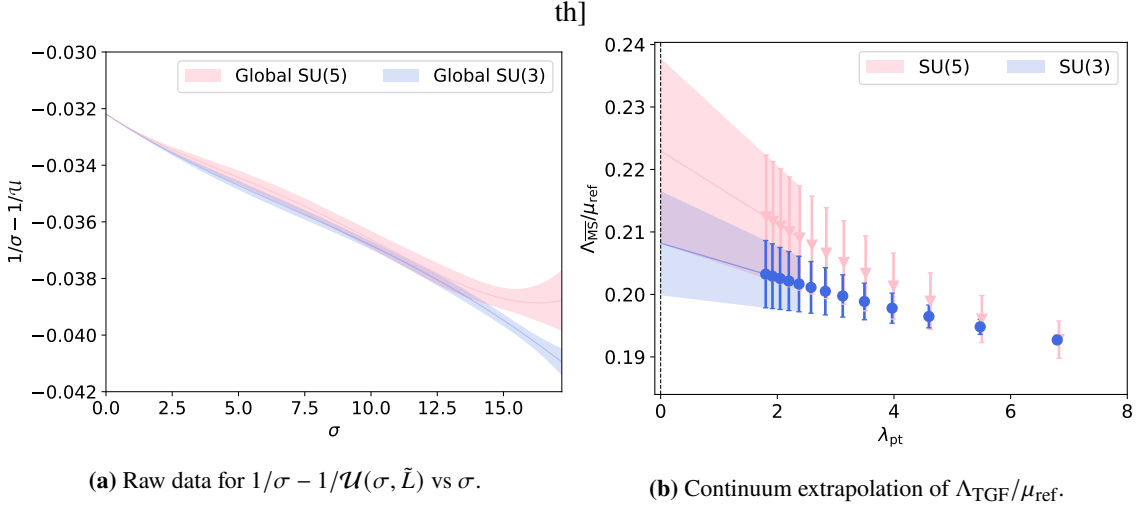 th]
−0.030
−0.032
−0.034
−0.036
−0.038
−0.040
−0.042
1/σ − 1/𝒰
Global SU(5)
Global SU(3)
0.0
2.5
5.0
7.5
10.0
12.5
15.0
σ
0.24
0.23
0.22
0.21
0.20
0.19
Λ_{\overline{MS}}/μ_ref
SU(5)
SU(3)
0
2
4
6
8
λ_pt
(a) Raw data for 1/σ − 1/𝒰(σ, L̃) vs σ.
(b) Continuum extrapolation of Λ_TGF/μ_ref.